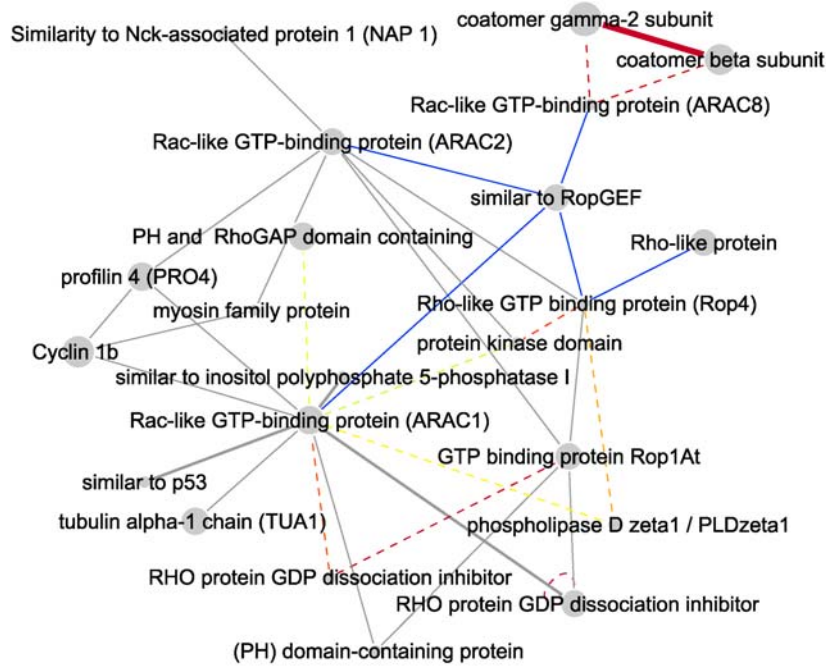 coatomer gamma-2 subunit
Similarity to Nck-associated protein 1 (NAP 1)
coatomer beta subunit
Rac-like GTP-binding protein (ARAC8)
Rac-like GTP-binding protein (ARAC2)
similar to RopGEF
PH and RhoGAP domain containing
Rho-like protein
profilin 4 (PRO4)
myosin family protein
Rho-like GTP binding protein (Rop4)
protein kinase domain
Cyclin 1b
similar to inositol polyphosphate 5-phosphatase I
Rac-like GTP-binding protein (ARAC1)
GTP binding protein Rop1At
similar to p53
tubulin alpha-1 chain (TUA1)
phospholipase D zeta1 / PLDzeta1
RHO protein GDP dissociation inhibitor
RHO protein GDP dissociation inhibitor
(PH) domain-containing protein